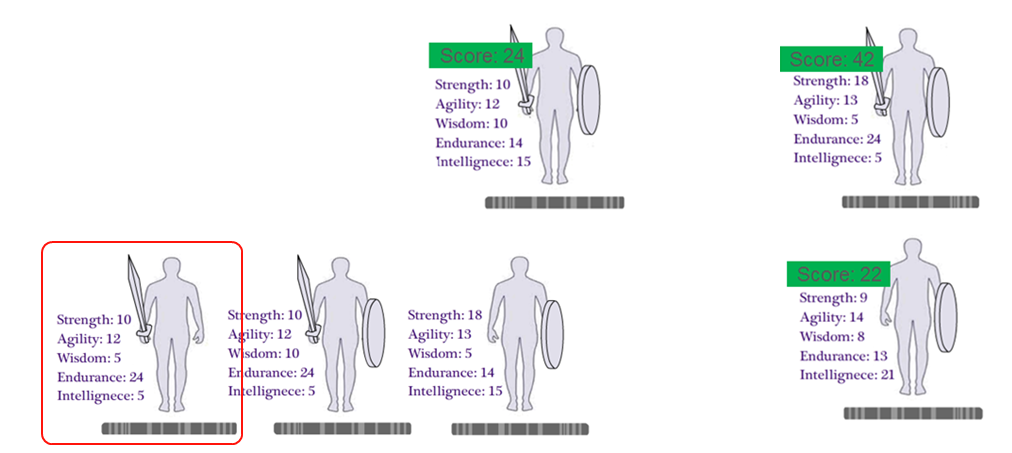 Score: 24
Strength: 10
Agility: 12
Wisdom: 10
Endurance: 14
Intellignece: 15
Score: 42
Strength: 18
Agility: 13
Wisdom: 5
Endurance: 24
Intellignece: 5
Strength: 10
Agility: 12
Wisdom: 5
Endurance: 24
Intellignece: 5
Strength: 10
Agility: 12
Wisdom: 10
Endurance: 24
Intellignece: 5
Strength: 18
Agility: 13
Wisdom: 5
Endurance: 14
Intellignece: 15
Score: 22
Strength: 9
Agility: 14
Wisdom: 8
Endurance: 13
Intellignece: 21